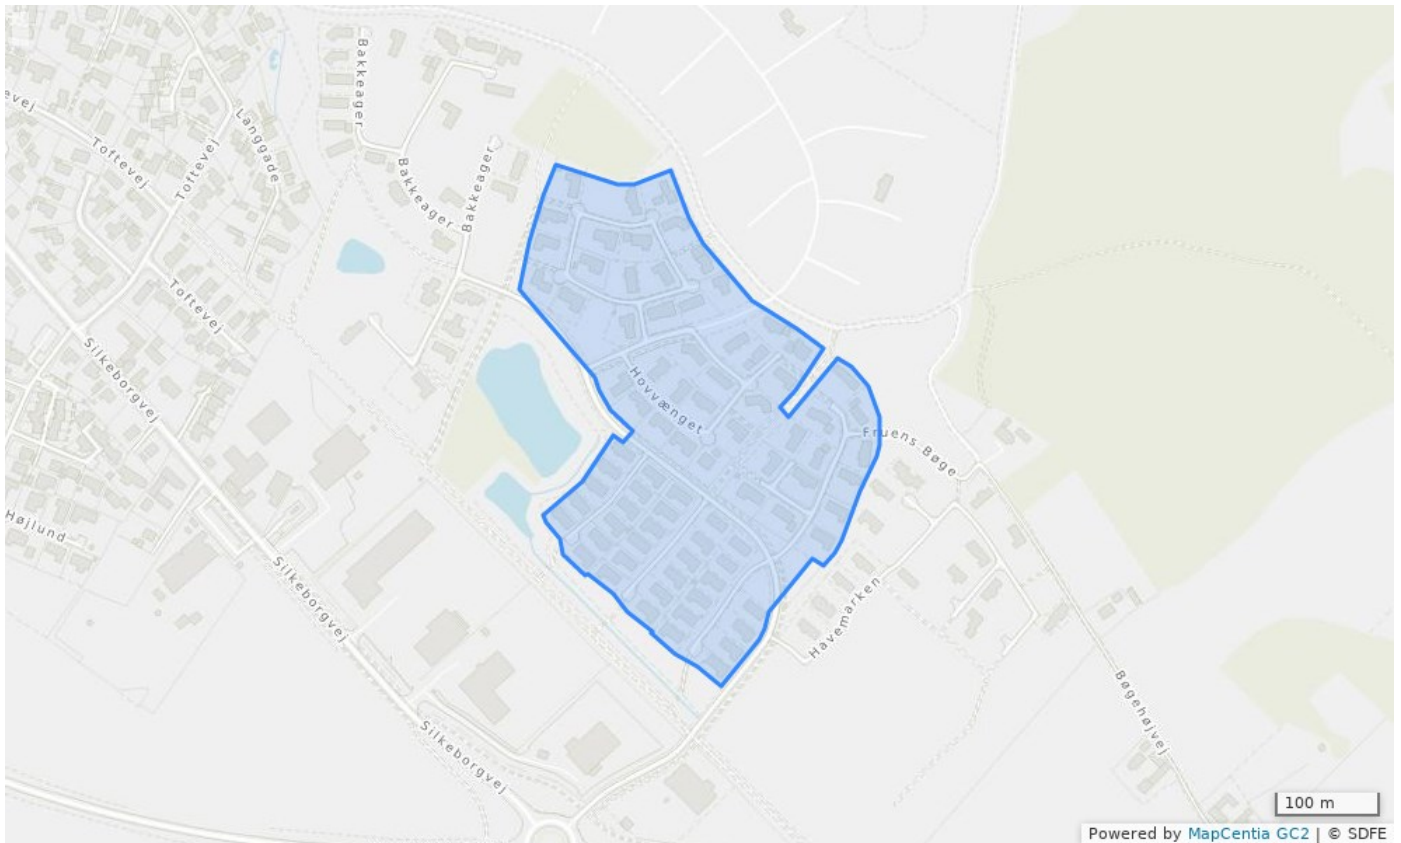 Bakkeager
evej
Langgade
Toftevej
Toftevej
Bakkeager
Bakkeager
Toftevej
Silkeborgvej
Hovvænget
Fruens Bøge
Højlund
Silkeborgvej
Havemarken
Bøgehøjvej
Silkeborgvej
100 m
Powered by MapCentia GC2 | © SDFE